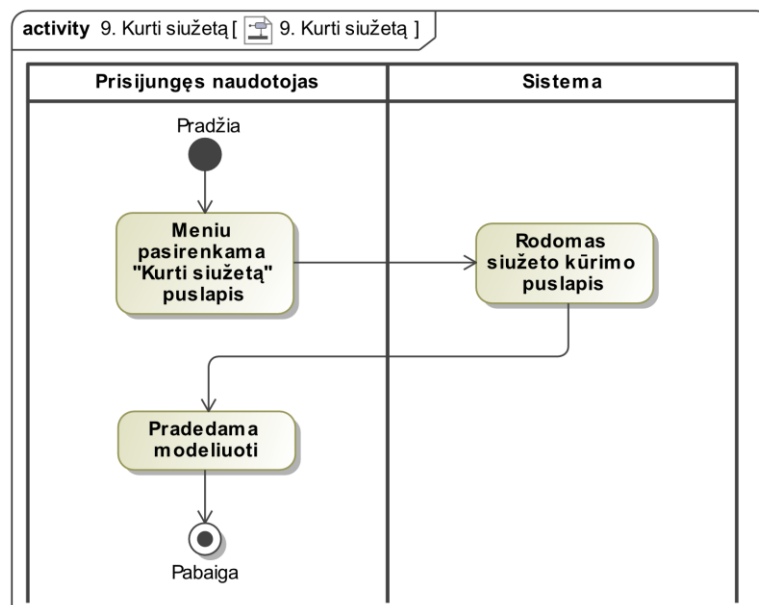 activity 9. Kurti siužetą [ 9. Kurti siužetą ]
Prisijungęs naudotojas
Sistema
Pradžia
Meniu
pasirenkama
"Kurti siužetą"
puslapis
Rodomas
siužeto kūrimo
puslapis
Pradedama
modeliuoti
Pabaiga